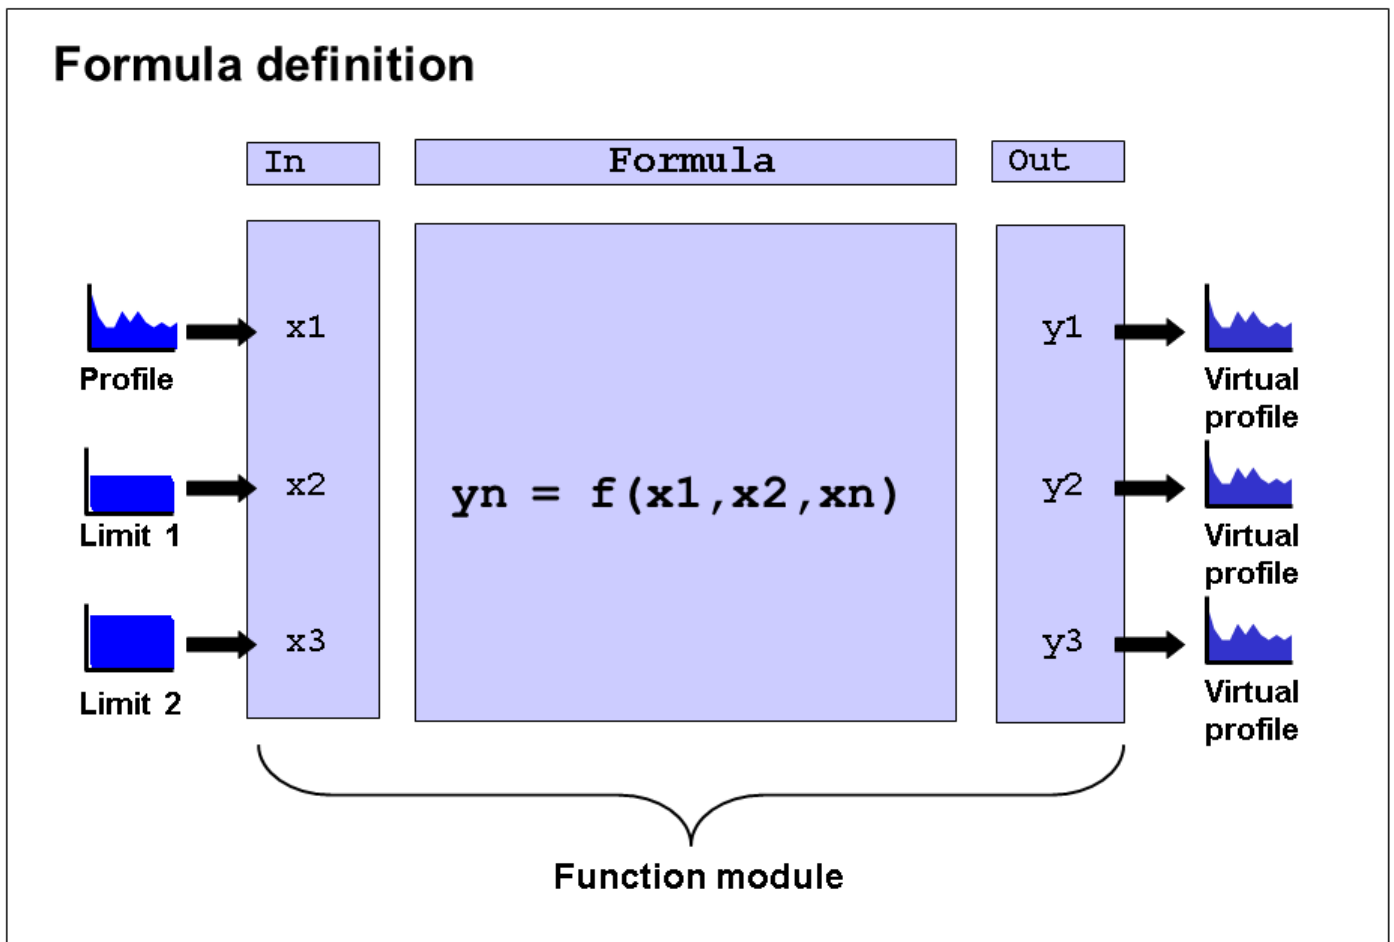 Formula definition
In
Formula
Out
x1
y1
Profile
Virtual
profile
x2
yn = f(x1,x2,xn)
y2
Limit 1
Virtual
profile
x3
y3
Limit 2
Virtual
profile
Function module